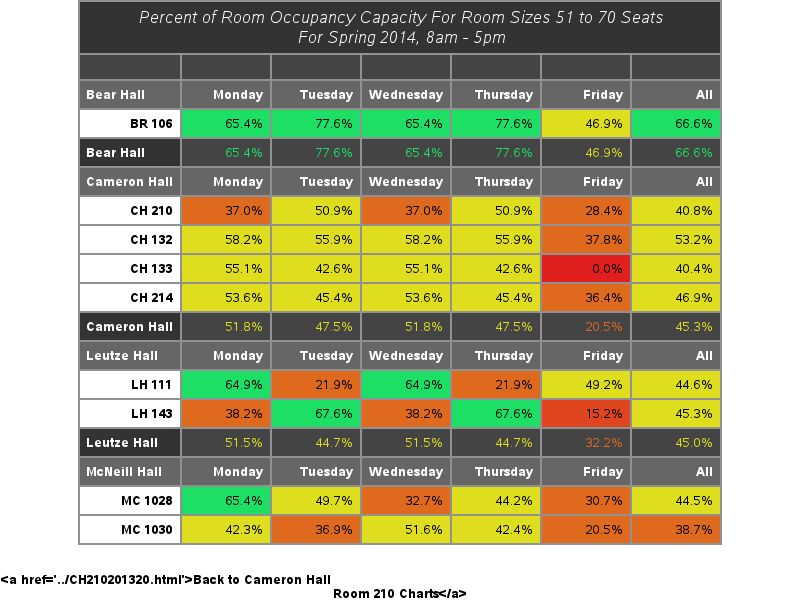 Percent of Room Occupancy Capacity For Room Sizes 51 to 70 Seats
For Spring 2014, 8am - 5pm
Bear Hall Monday Tuesday Wednesday Thursday Friday All
BR 106 65.4% 77.6% 65.4% 77.6% 46.9% 66.6%
Bear Hall 65.4% 77.6% 65.4% 77.6% 46.9% 66.6%
Cameron Hall Monday Tuesday Wednesday Thursday Friday All
CH 210 37.0% 50.9% 37.0% 50.9% 28.4% 40.8%
CH 132 58.2% 55.9% 58.2% 55.9% 37.8% 53.2%
CH 133 55.1% 42.6% 55.1% 42.6% 0.0% 40.4%
CH 214 53.6% 45.4% 53.6% 45.4% 36.4% 46.9%
Cameron Hall 51.8% 47.5% 51.8% 47.5% 20.5% 45.3%
Leutze Hall Monday Tuesday Wednesday Thursday Friday All
LH 111 64.9% 21.9% 64.9% 21.9% 49.2% 44.6%
LH 143 38.2% 67.6% 38.2% 67.6% 15.2% 45.3%
Leutze Hall 51.5% 44.7% 51.5% 44.7% 32.2% 45.0%
McNeill Hall Monday Tuesday Wednesday Thursday Friday All
MC 1028 65.4% 49.7% 32.7% 44.2% 30.7% 44.5%
MC 1030 42.3% 36.9% 51.6% 42.4% 20.5% 38.7%
&lt;a href='../CH210201320.html'&gt;Back to Cameron Hall
Room 210 Charts&lt;/a&gt;